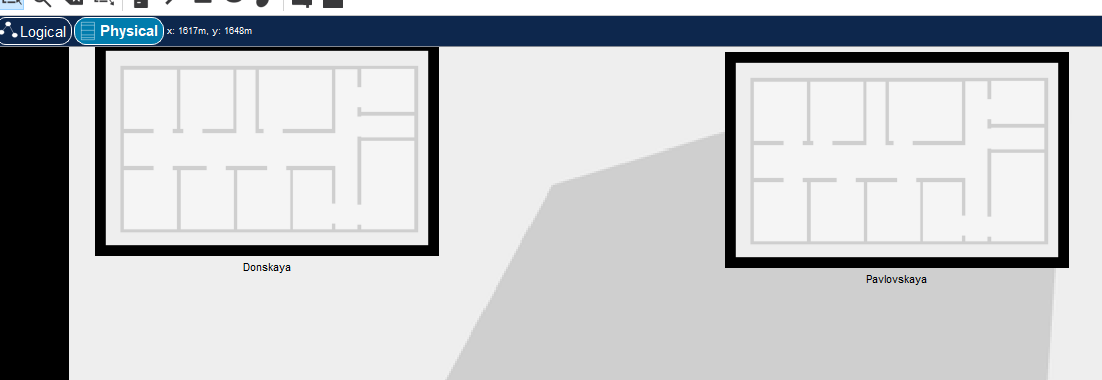 Logical Physical x: 1617m, y: 1648m
Donskaya
Pavlovskaya